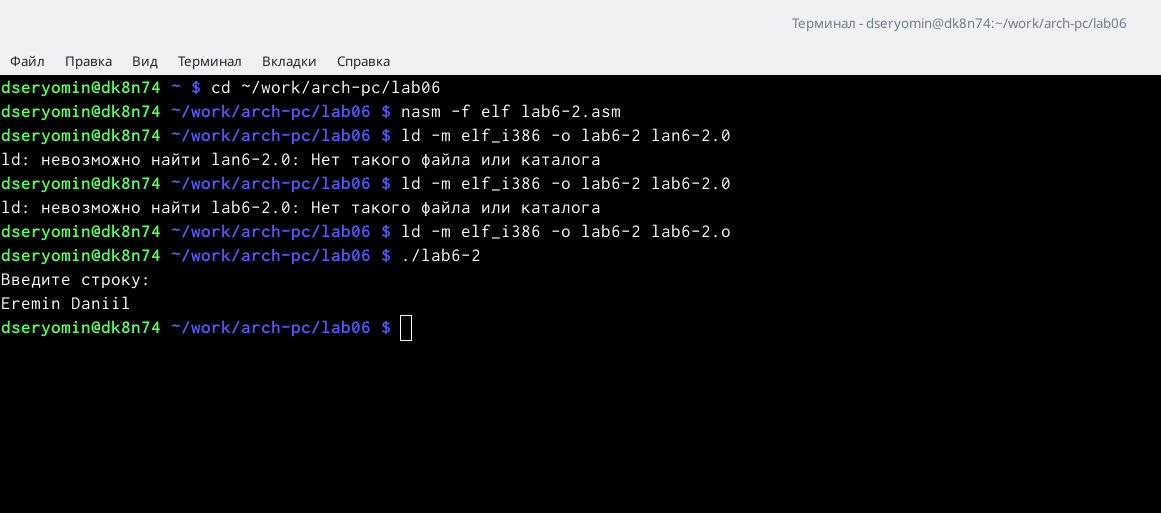 Терминал - dseryomin@dk8n74:~/work/arch-pc/lab06
Файл Правка Вид Терминал Вкладки Справка
dseryomin@dk8n74 ~ $ cd ~/work/arch-pc/lab06
dseryomin@dk8n74 ~/work/arch-pc/lab06 $ nasm -f elf lab6-2.asm
dseryomin@dk8n74 ~/work/arch-pc/lab06 $ ld -m elf_i386 -o lab6-2 lan6-2.0
ld: невозможно найти lan6-2.0: Нет такого файла или каталога
dseryomin@dk8n74 ~/work/arch-pc/lab06 $ ld -m elf_i386 -o lab6-2 lab6-2.0
ld: невозможно найти lab6-2.0: Нет такого файла или каталога
dseryomin@dk8n74 ~/work/arch-pc/lab06 $ ld -m elf_i386 -o lab6-2 lab6-2.o
dseryomin@dk8n74 ~/work/arch-pc/lab06 $ ./lab6-2
Введите строку:
Eremin Daniil
dseryomin@dk8n74 ~/work/arch-pc/lab06 $